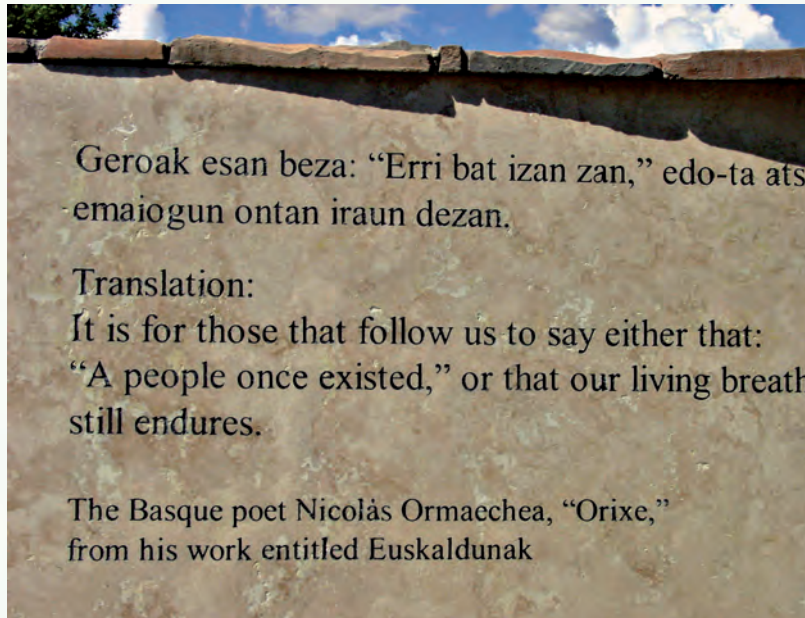 Geroak esan beza: “Erri bat izan zan,” edo-ta ats
emaiogun ontan iraun dezan.
Translation:
It is for those that follow us to say either that:
“A people once existed,” or that our living breath
still endures.
The Basque poet Nicolás Ormaechea, “Orixe,”
from his work entitled Euskaldunak